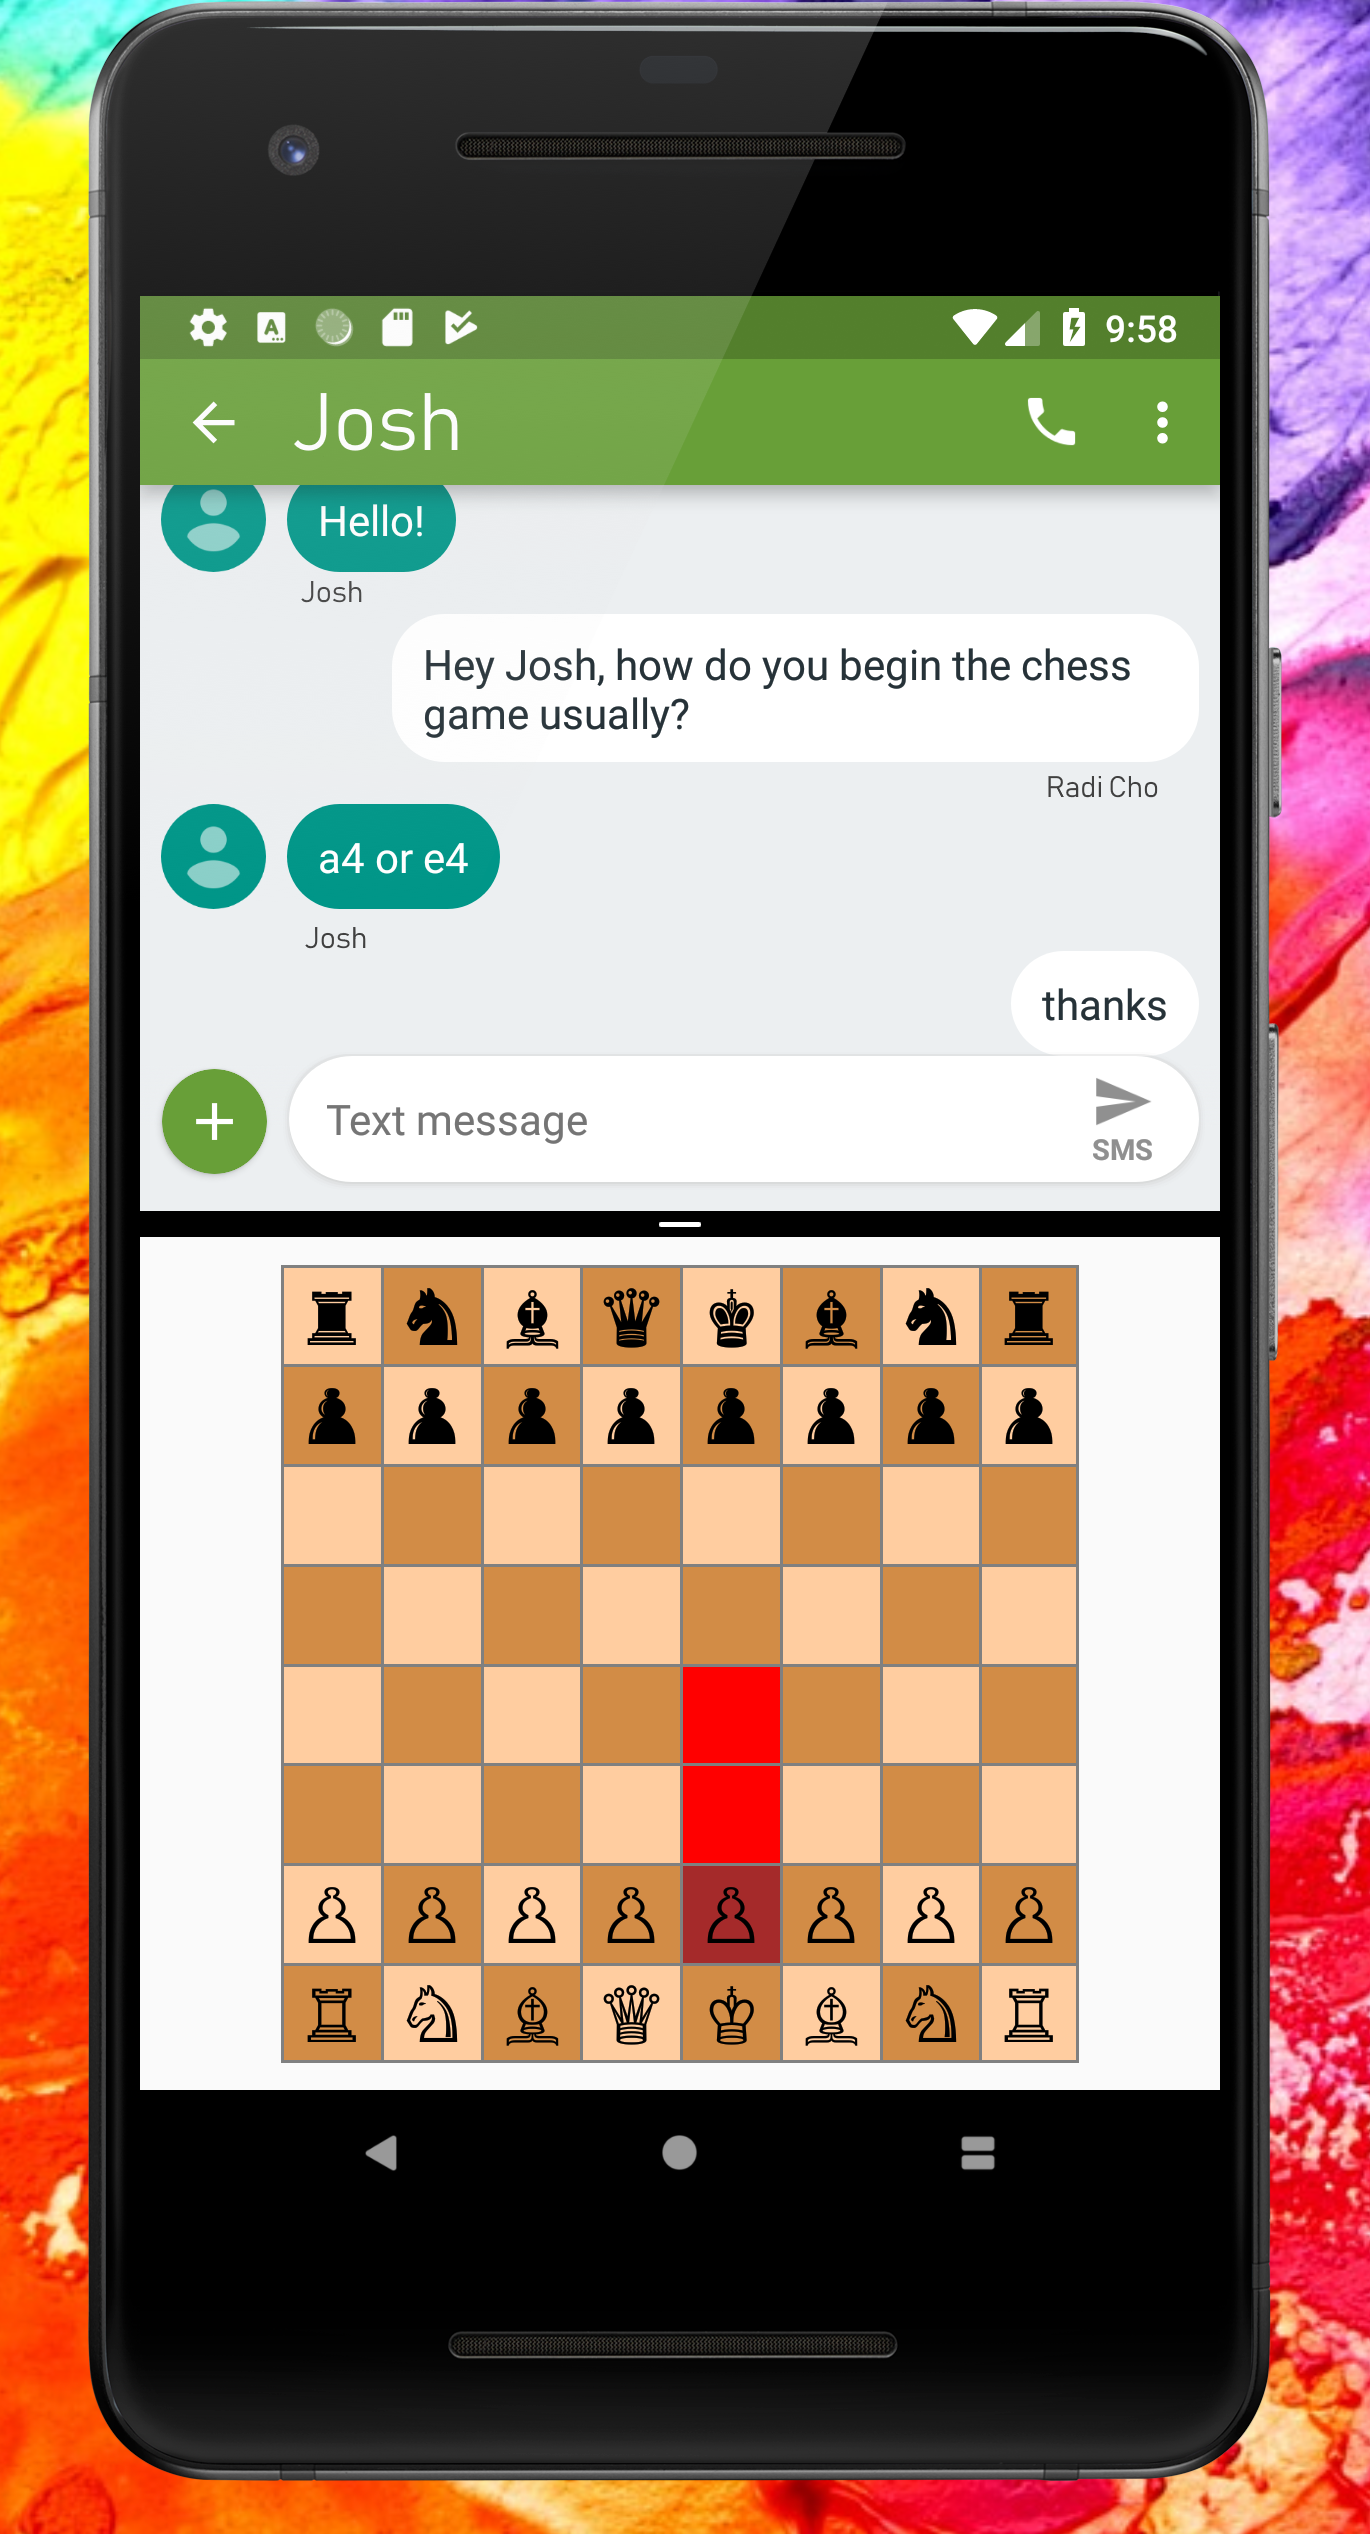 9:58
Josh
Hello!
Josh
Hey Josh, how do you begin the chess
game usually?
Radi Cho
a4 or e4
Josh
thanks
Text message
SMS